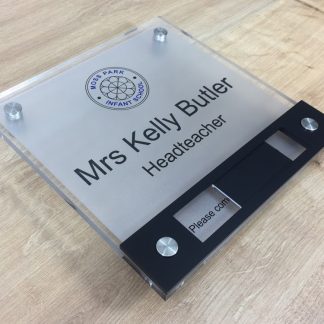 MOSS PARK
INFANT SCHOOL
Mrs Kelly Butler
Headteacher
Please com